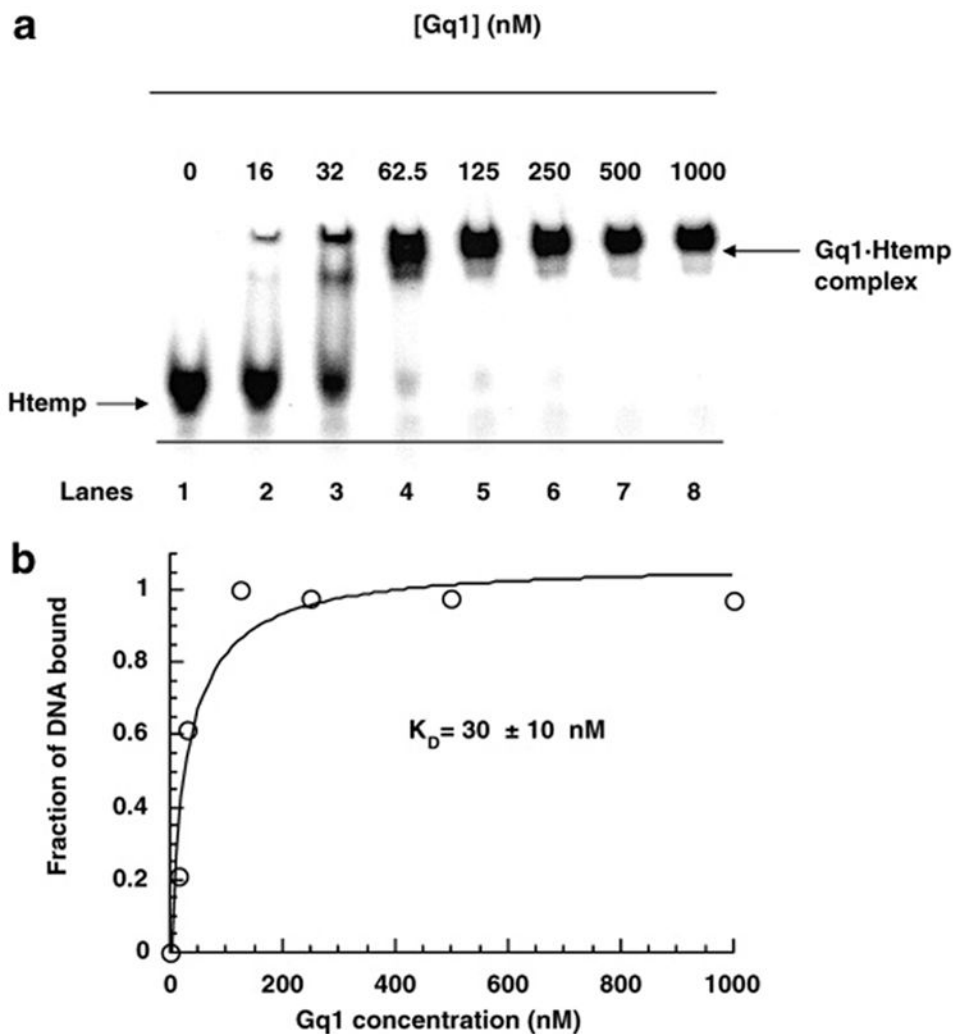 a
[Gq1] (nM)
0 16 32 62.5 125 250 500 1000
Gq1·Htemp
complex
Htemp
Lanes 1 2 3 4 5 6 7 8
b
1
0.8
0.6
0.4
0.2
0
Fraction of DNA bound
K_D= 30 ± 10 nM
0 200 400 600 800 1000
Gq1 concentration (nM)